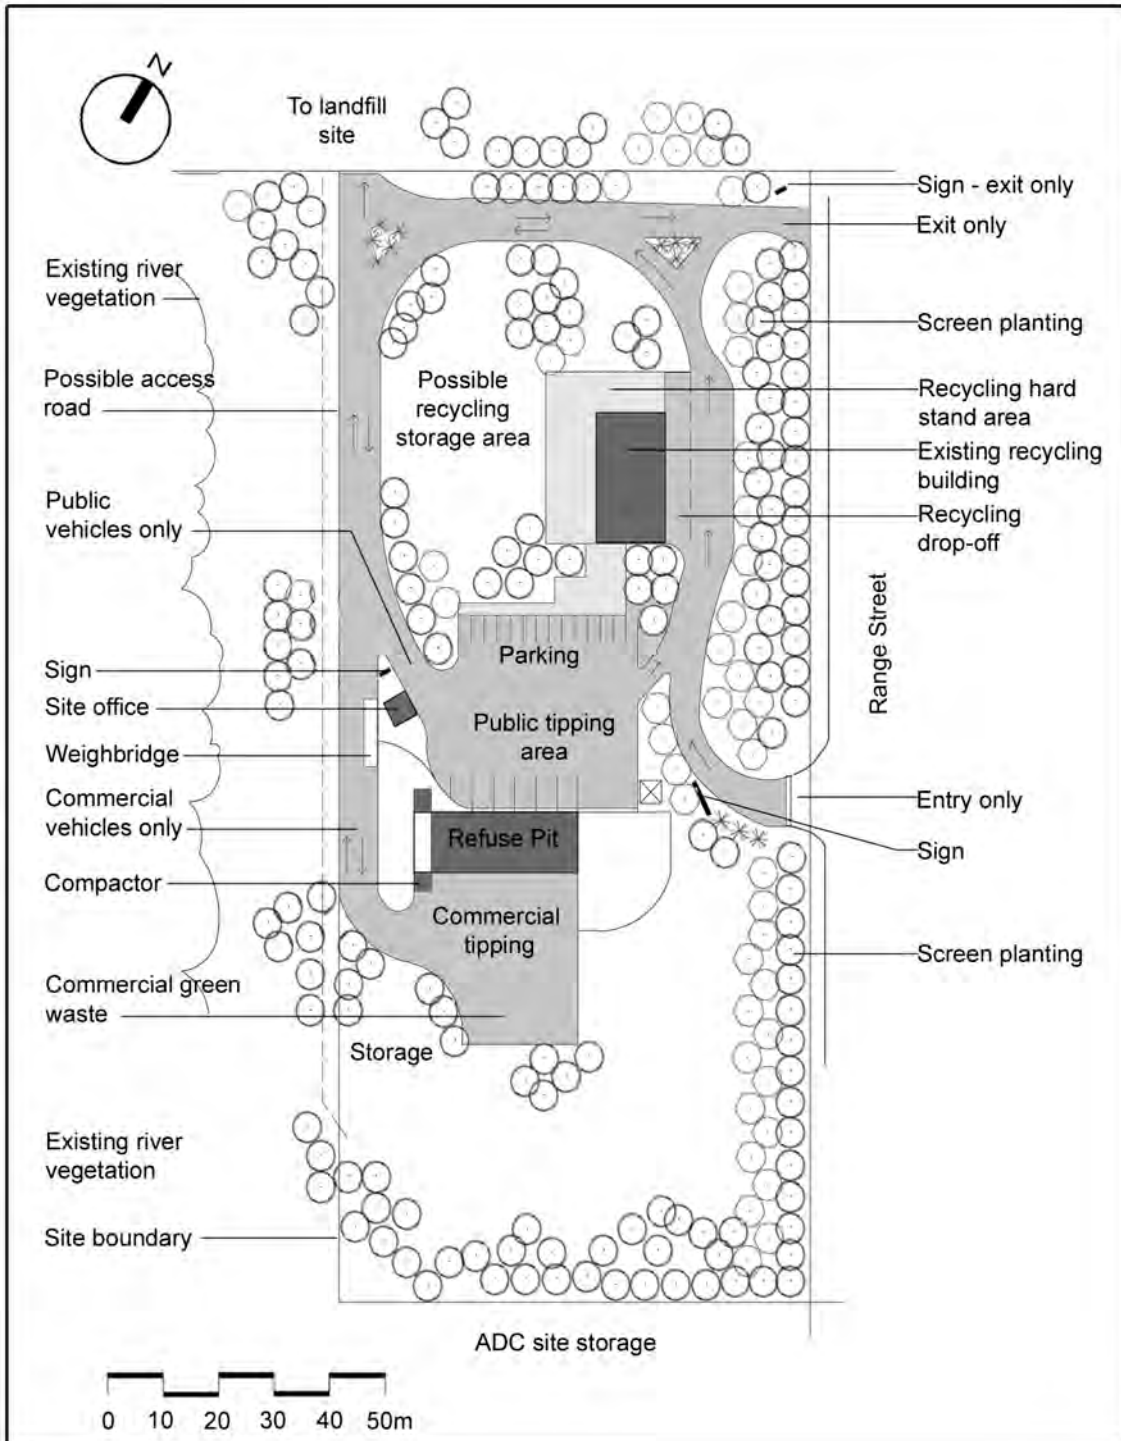 N
To landfill
site
Sign - exit only
Exit only
Existing river
vegetation
Screen planting
Possible access
road
Possible
recycling
storage area
Recycling hard
stand area
Existing recycling
building
Public
vehicles only
Recycling
drop-off
Range Street
Parking
Sign
Site office
Public tipping
area
Weighbridge
Commercial
vehicles only
Entry only
Refuse Pit
Sign
Compactor
Commercial
tipping
Screen planting
Commercial green
waste
Storage
Existing river
vegetation
Site boundary
ADC site storage
0 10 20 30 40 50m